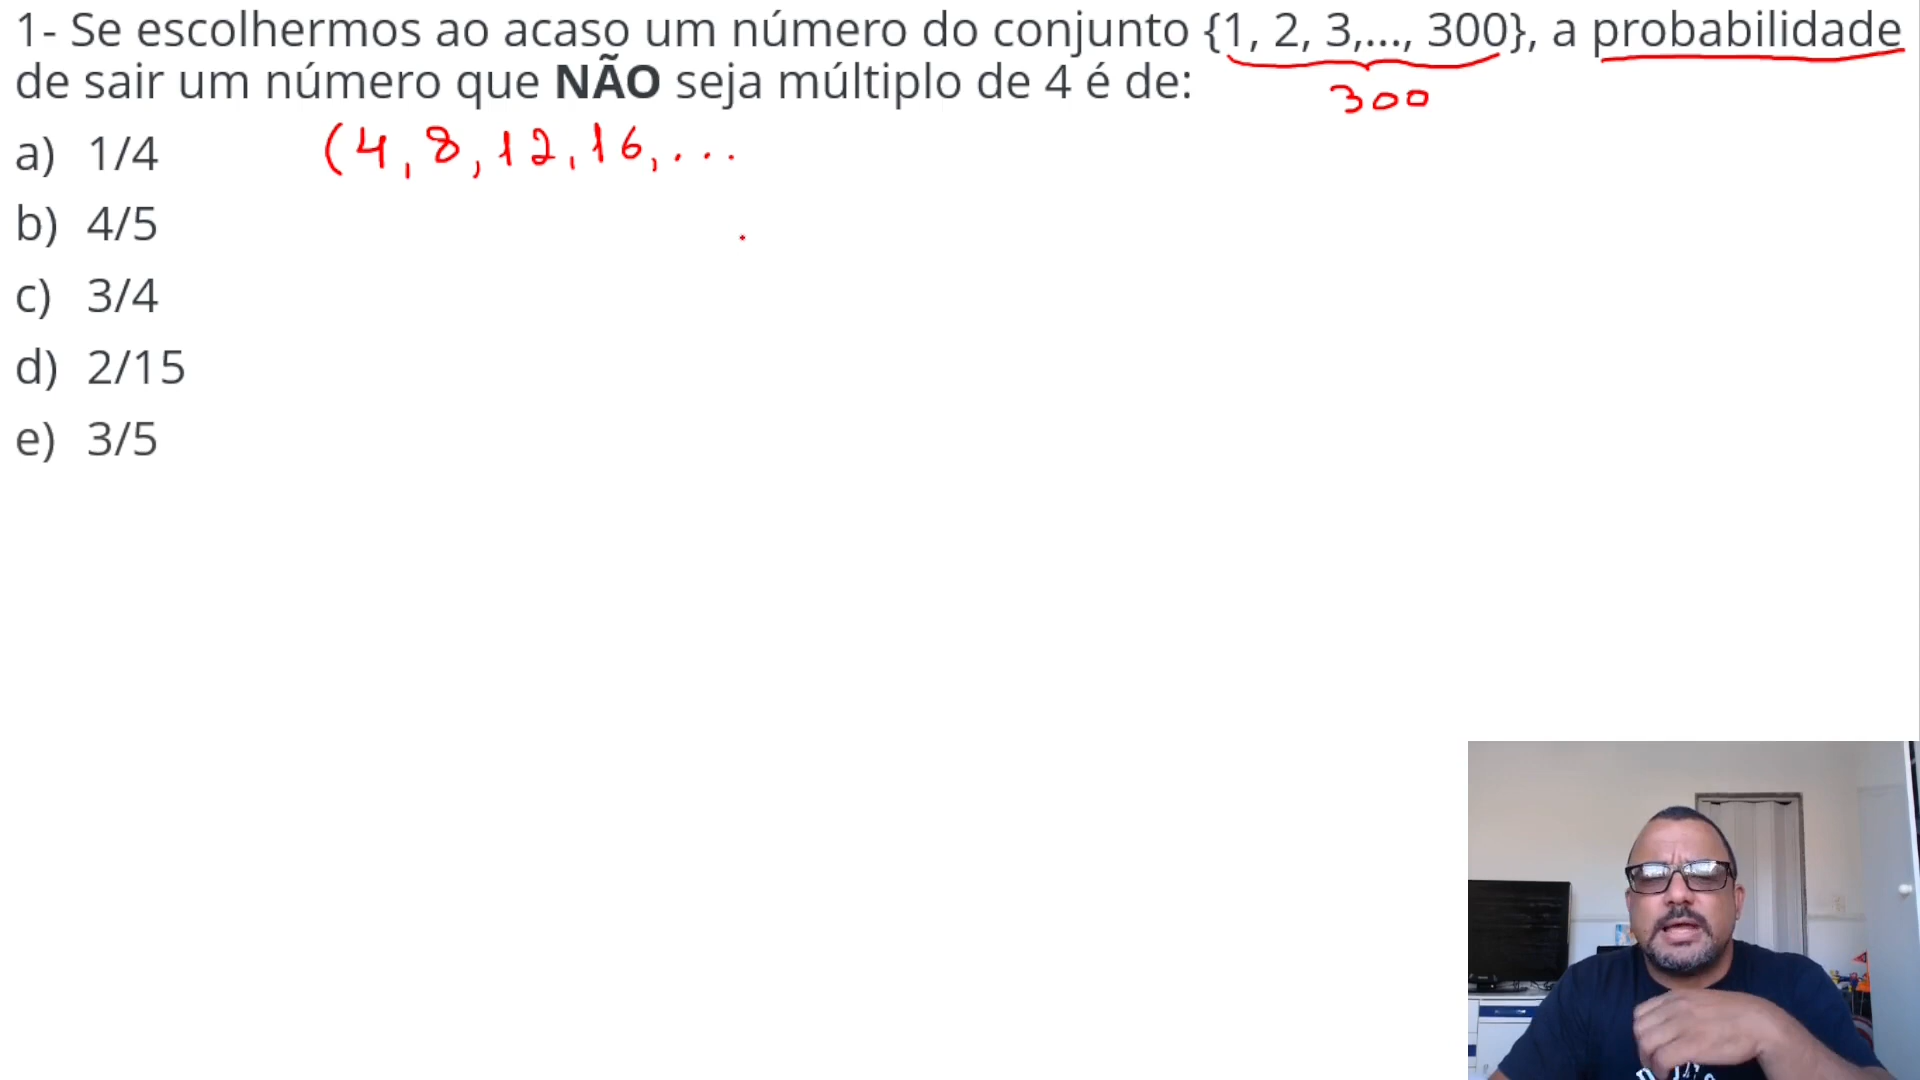 1- Se escolhermos ao acaso um número do conjunto {1, 2, 3,..., 300}, a probabilidade
de sair um número que NÃO seja múltiplo de 4 é de:
300
a) 1/4
(4, 8, 12, 16, ...
b) 4/5
c) 3/4
d) 2/15
e) 3/5